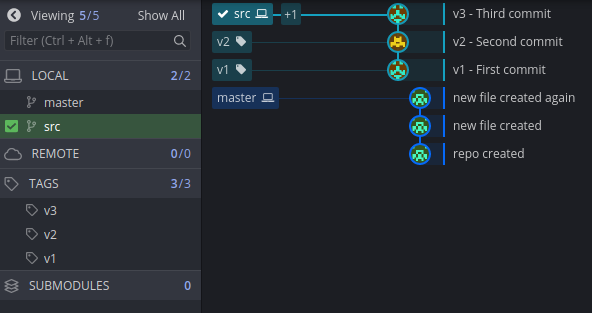 Viewing 5/5 Show All
Filter (Ctrl + Alt + f)
LOCAL 2/2
master
src
REMOTE 0/0
TAGS 3/3
v3
v2
v1
SUBMODULES 0
src +1 v3 - Third commit
v2 v2 - Second commit
v1 v1 - First commit
master new file created again
new file created
repo created